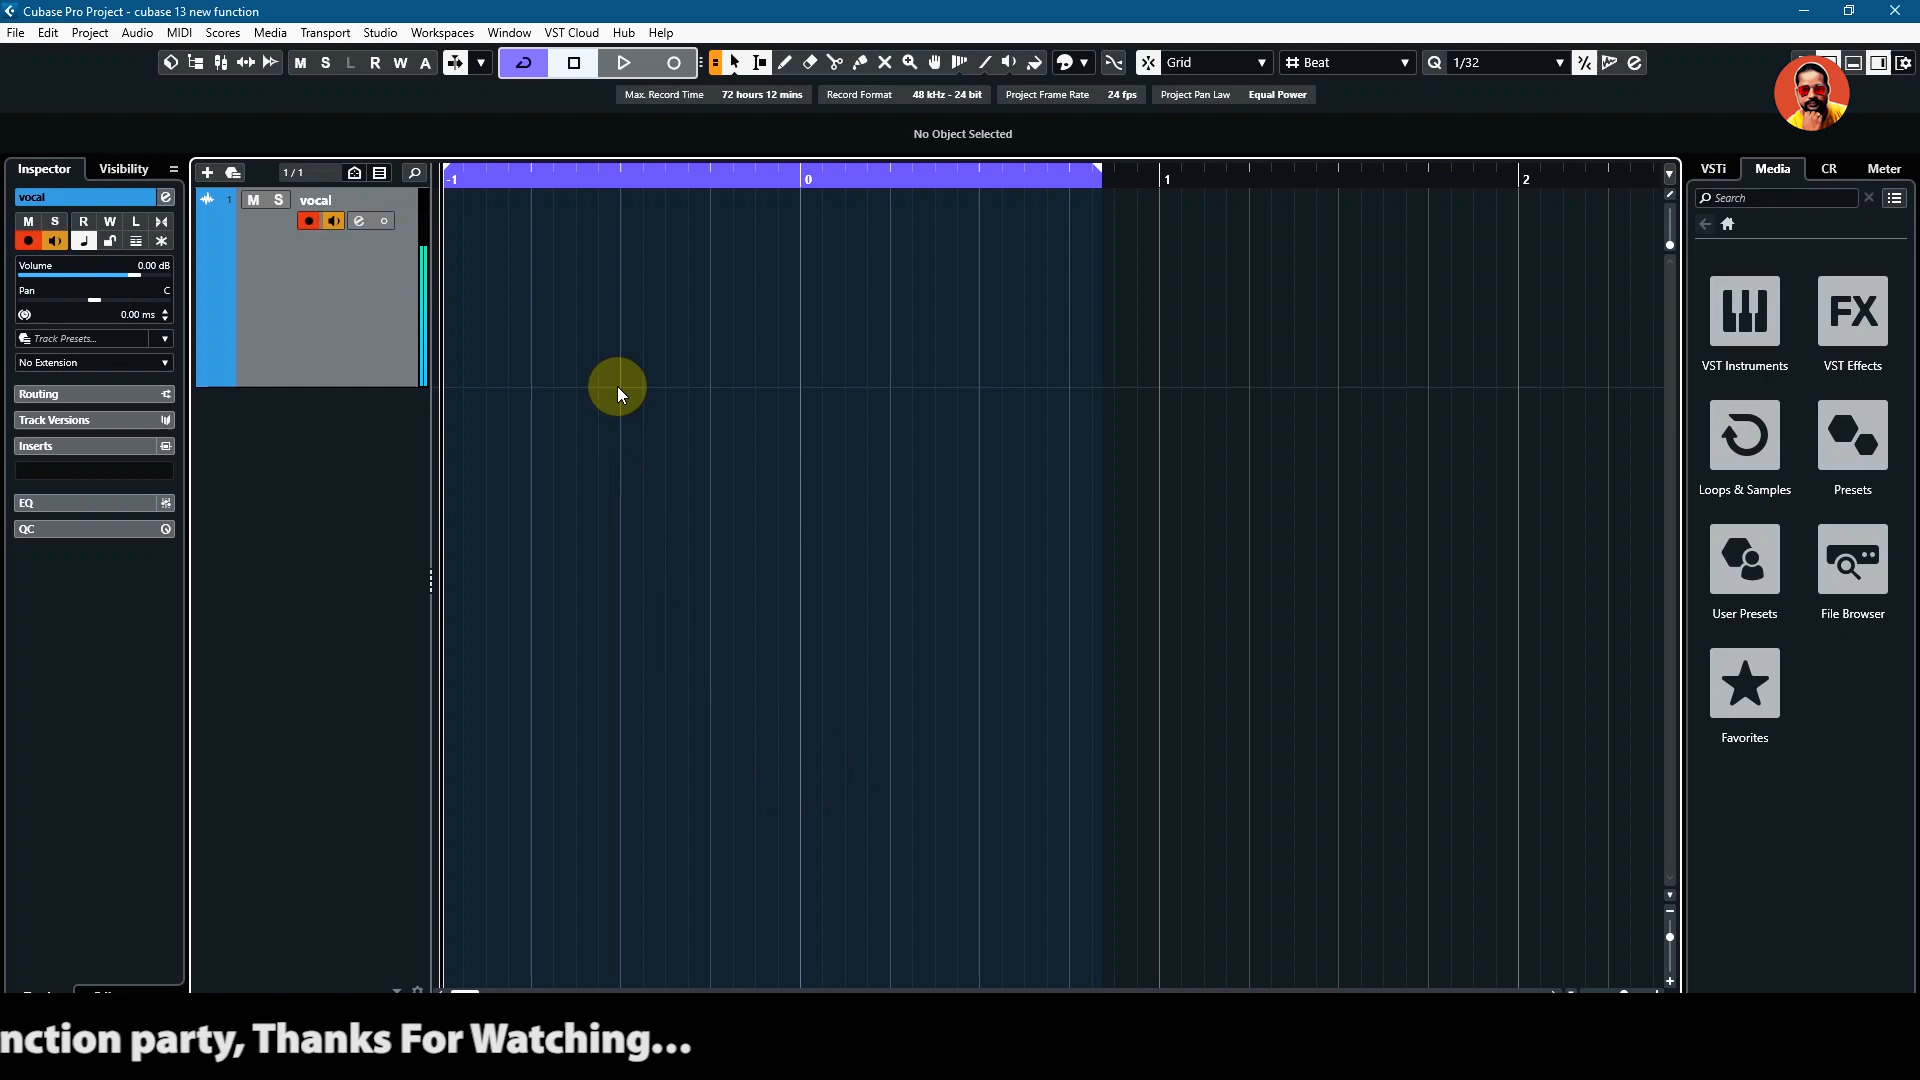 Cubase Pro Project - cubase 13 new function
File Edit Project Audio MIDI Scores Media Transport Studio Workspaces Window VST Cloud Hub Help
M S L R W A Grid Beat Q 1/32
Max. Record Time 72 hours 12 mins Record Format 48 kHz - 24 bit Project Frame Rate 24 fps Project Pan Law Equal Power
No Object Selected
Inspector Visibility 1 / 1 VSTi Media CR Meter
-1 0 1 2
vocal 1 M S vocal Search
M S R W L
Volume 0.00 dB
Pan C
0.00 ms
Track Presets...
No Extension
VST Instruments VST Effects
FX
Routing
Track Versions
Inserts
Loops & Samples Presets
EQ
QC
User Presets File Browser
Favorites
nction party, Thanks For Watching...